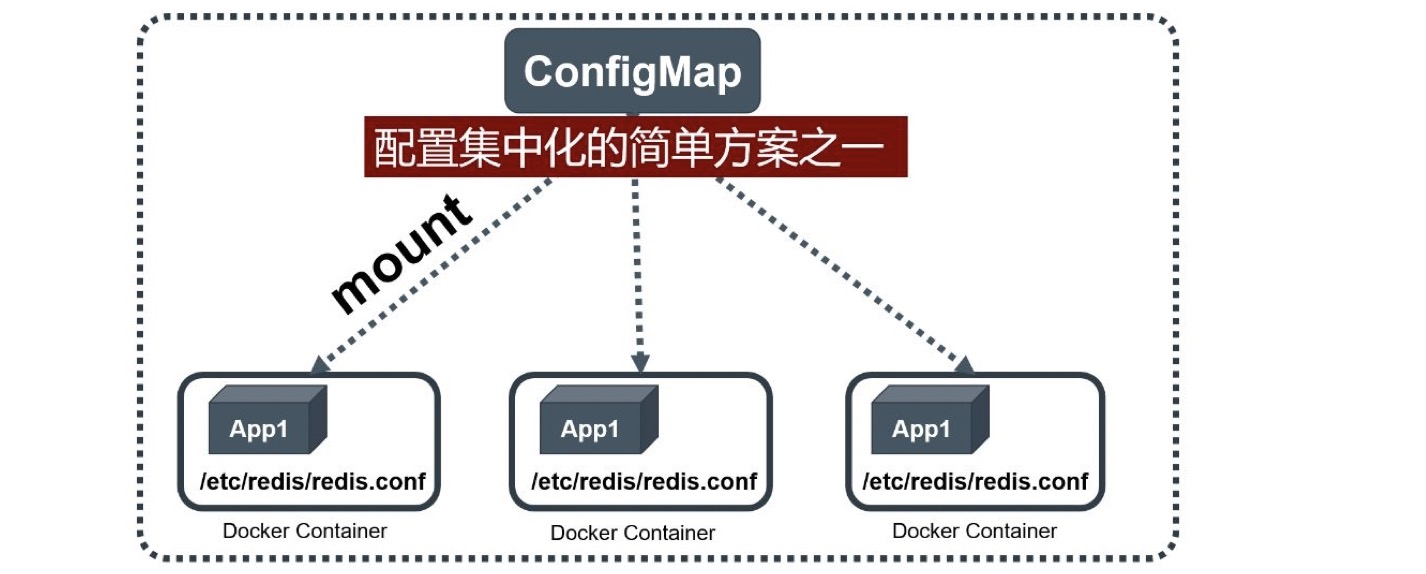 ConfigMap
配置集中化的简单方案之一
mount
App1
/etc/redis/redis.conf
Docker Container
App1
/etc/redis/redis.conf
Docker Container
App1
/etc/redis/redis.conf
Docker Container